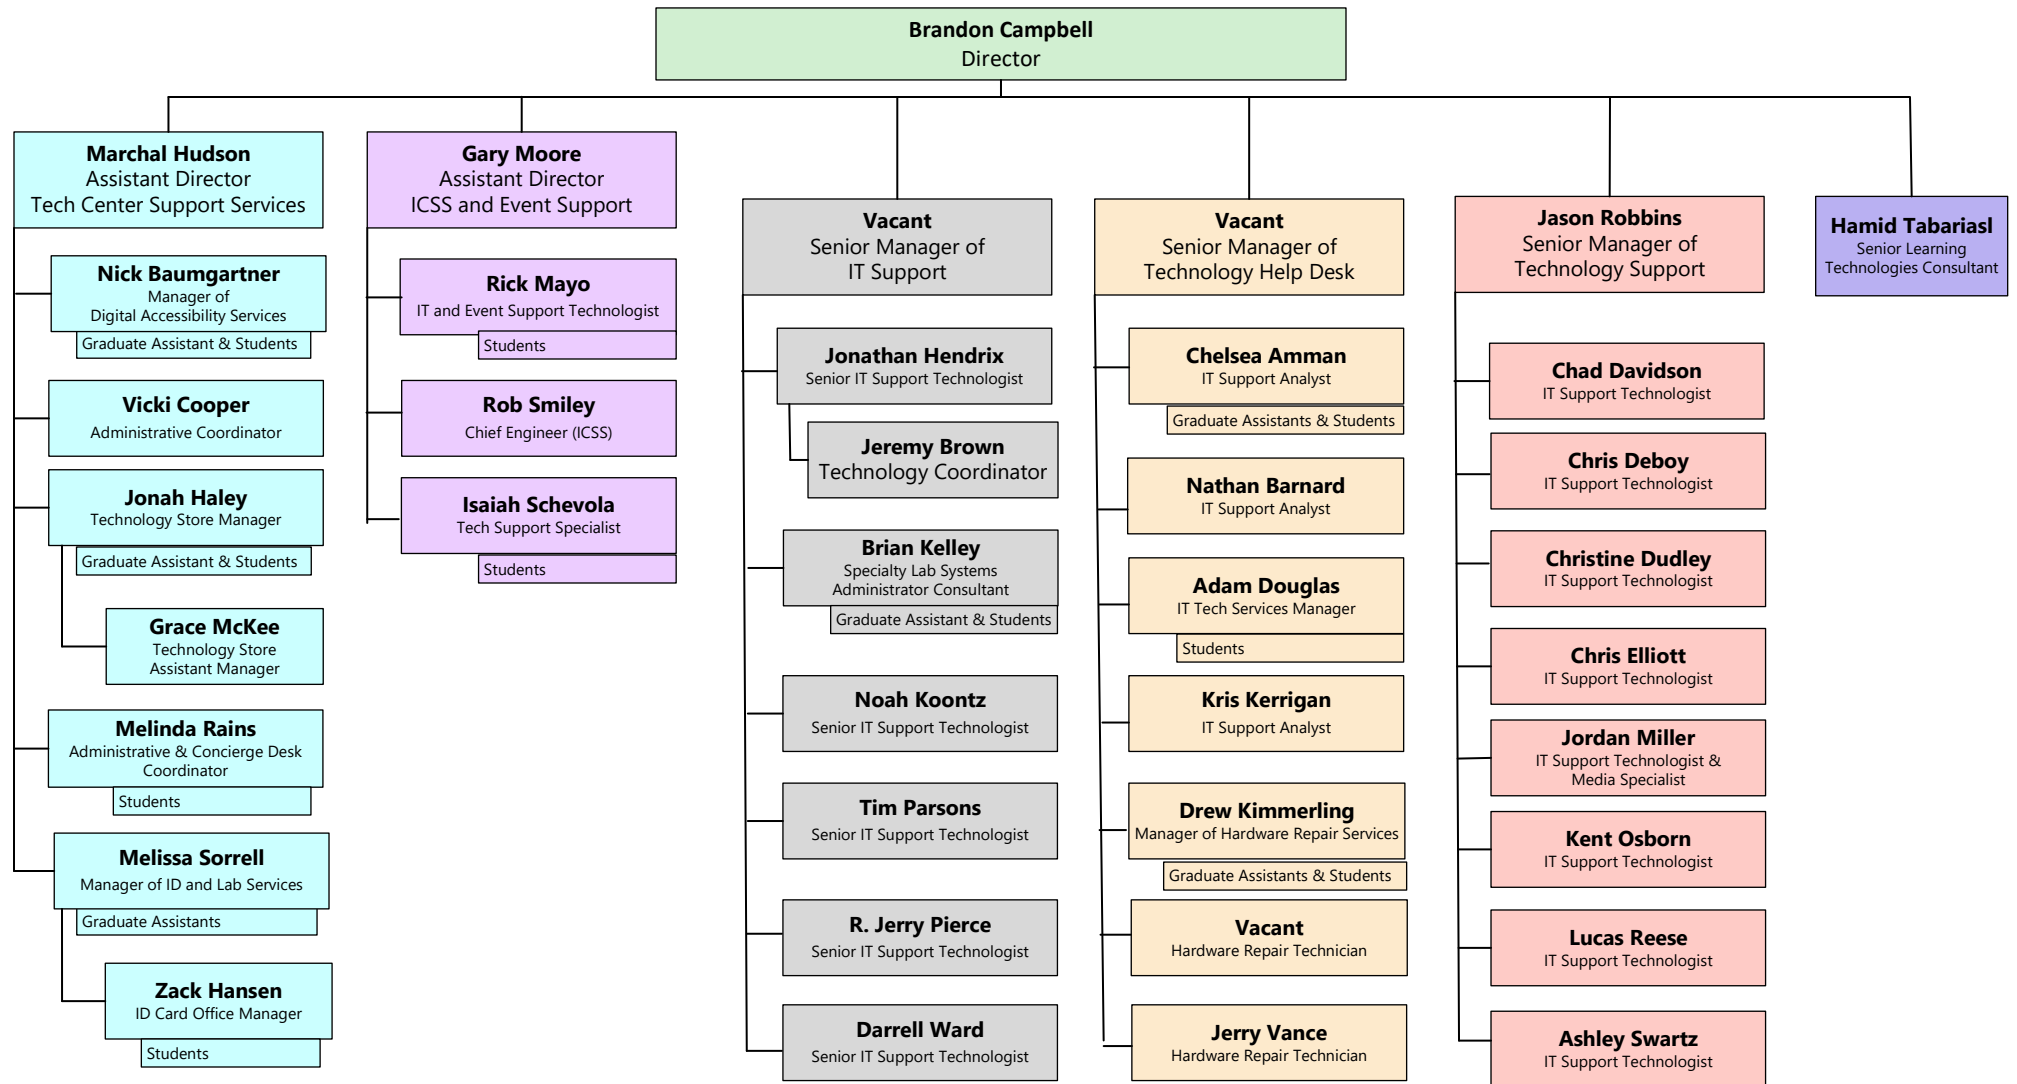 Brandon Campbell
Director
Marchal Hudson
Assistant Director
Tech Center Support Services
Nick Baumgartner
Manager of
Digital Accessibility Services
Graduate Assistant & Students
Vicki Cooper
Administrative Coordinator
Jonah Haley
Technology Store Manager
Graduate Assistant & Students
Grace McKee
Technology Store
Assistant Manager
Melinda Rains
Administrative & Concierge Desk
Coordinator
Students
Melissa Sorrell
Manager of ID and Lab Services
Graduate Assistants
Zack Hansen
ID Card Office Manager
Students
Gary Moore
Assistant Director
ICSS and Event Support
Rick Mayo
IT and Event Support Technologist
Students
Rob Smiley
Chief Engineer (ICSS)
Isaiah Schevola
Tech Support Specialist
Students
Vacant
Senior Manager of
IT Support
Jonathan Hendrix
Senior IT Support Technologist
Jeremy Brown
Technology Coordinator
Brian Kelley
Specialty Lab Systems
Administrator Consultant
Graduate Assistant & Students
Noah Koontz
Senior IT Support Technologist
Tim Parsons
Senior IT Support Technologist
R. Jerry Pierce
Senior IT Support Technologist
Darrell Ward
Senior IT Support Technologist
Vacant
Senior Manager of
Technology Help Desk
Chelsea Amman
IT Support Analyst
Graduate Assistants & Students
Nathan Barnard
IT Support Analyst
Adam Douglas
IT Tech Services Manager
Students
Kris Kerrigan
IT Support Analyst
Drew Kimmerling
Manager of Hardware Repair Services
Graduate Assistants & Students
Vacant
Hardware Repair Technician
Jerry Vance
Hardware Repair Technician
Jason Robbins
Senior Manager of
Technology Support
Chad Davidson
IT Support Technologist
Chris Deboy
IT Support Technologist
Christine Dudley
IT Support Technologist
Chris Elliott
IT Support Technologist
Jordan Miller
IT Support Technologist &
Media Specialist
Kent Osborn
IT Support Technologist
Lucas Reese
IT Support Technologist
Ashley Swartz
IT Support Technologist
Hamid Tabariasl
Senior Learning
Technologies Consultant